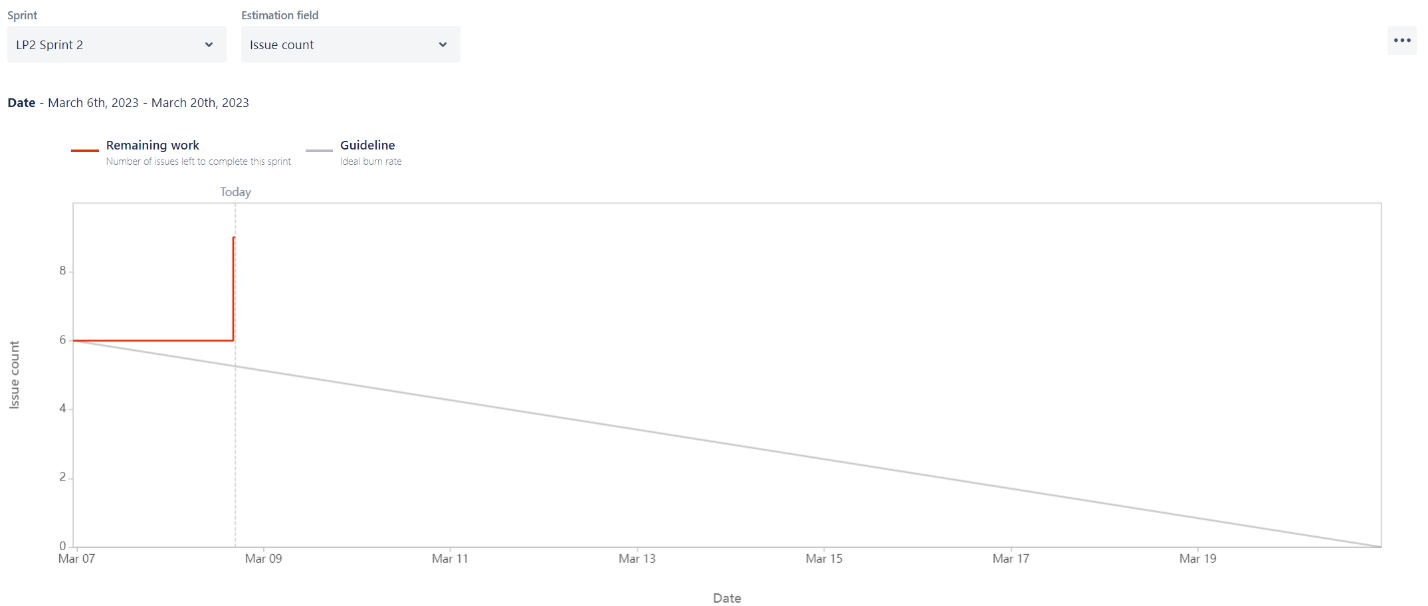 Sprint
Estimation field
LP2 Sprint 2
Issue count
Date - March 6th, 2023 - March 20th, 2023
Remaining work
Number of issues left to complete this sprint
Guideline
Ideal burn rate
Today
8
6
4
2
0
Issue count
Mar 07
Mar 09
Mar 11
Mar 13
Mar 15
Mar 17
Mar 19
Date